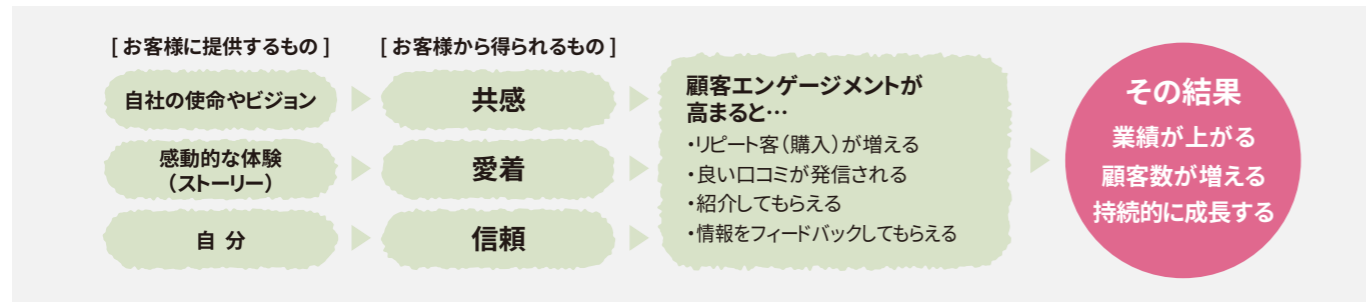 [ お客様に提供するもの ]
[ お客様から得られるもの ]
自社の使命やビジョン
共感
感動的な体験
（ストーリー）
愛着
自 分
信頼
顧客エンゲージメントが
高まると…
・リピート客（購入）が増える
・良い口コミが発信される
・紹介してもらえる
・情報をフィードバックしてもらえる
その結果
業績が上がる
顧客数が増える
持続的に成長する